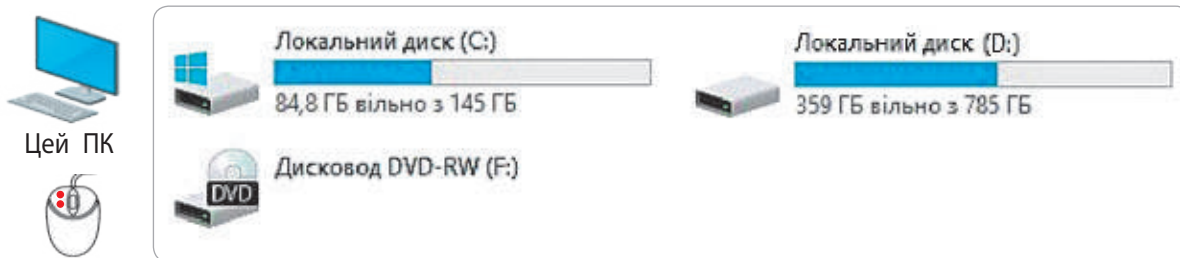 Цей ПК
Локальний диск (C:)
84,8 ГБ вільно з 145 ГБ
Локальний диск (D:)
359 ГБ вільно з 785 ГБ
DVD
Дисковод DVD-RW (F:)